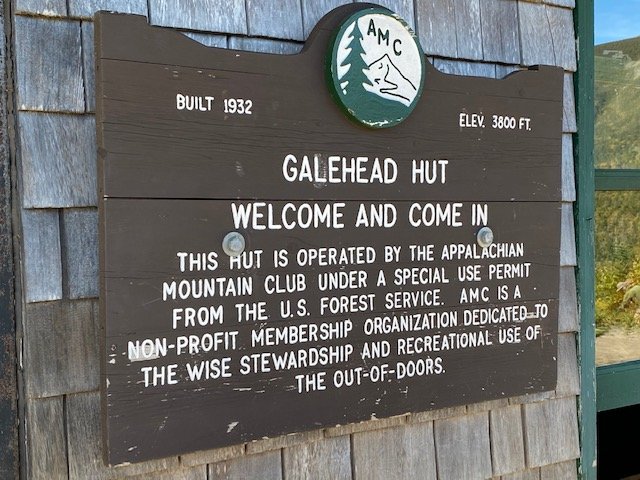 AMC
BUILT 1932
ELEV. 3800 FT.
GALEHEAD HUT
WELCOME AND COME IN
THIS HUT IS OPERATED BY THE APPALACHIAN
MOUNTAIN CLUB UNDER A SPECIAL USE PERMIT
FROM THE U.S. FOREST SERVICE. AMC IS A
NON-PROFIT MEMBERSHIP ORGANIZATION DEDICATED TO
THE WISE STEWARDSHIP AND RECREATIONAL USE OF
THE OUT-OF-DOORS.